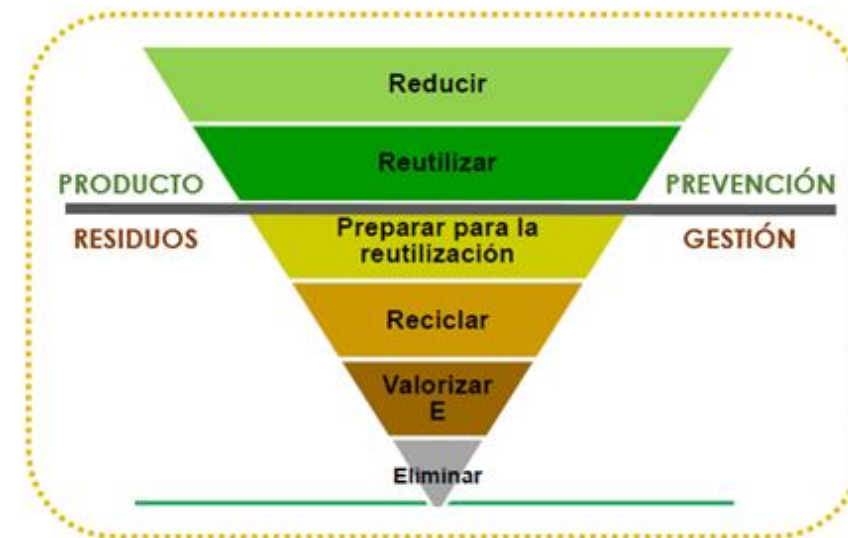 Reducir
Reutilizar
PRODUCTO
PREVENCIÓN
RESIDUOS
Preparar para la
reutilización
GESTIÓN
Reciclar
Valorizar
E
Eliminar